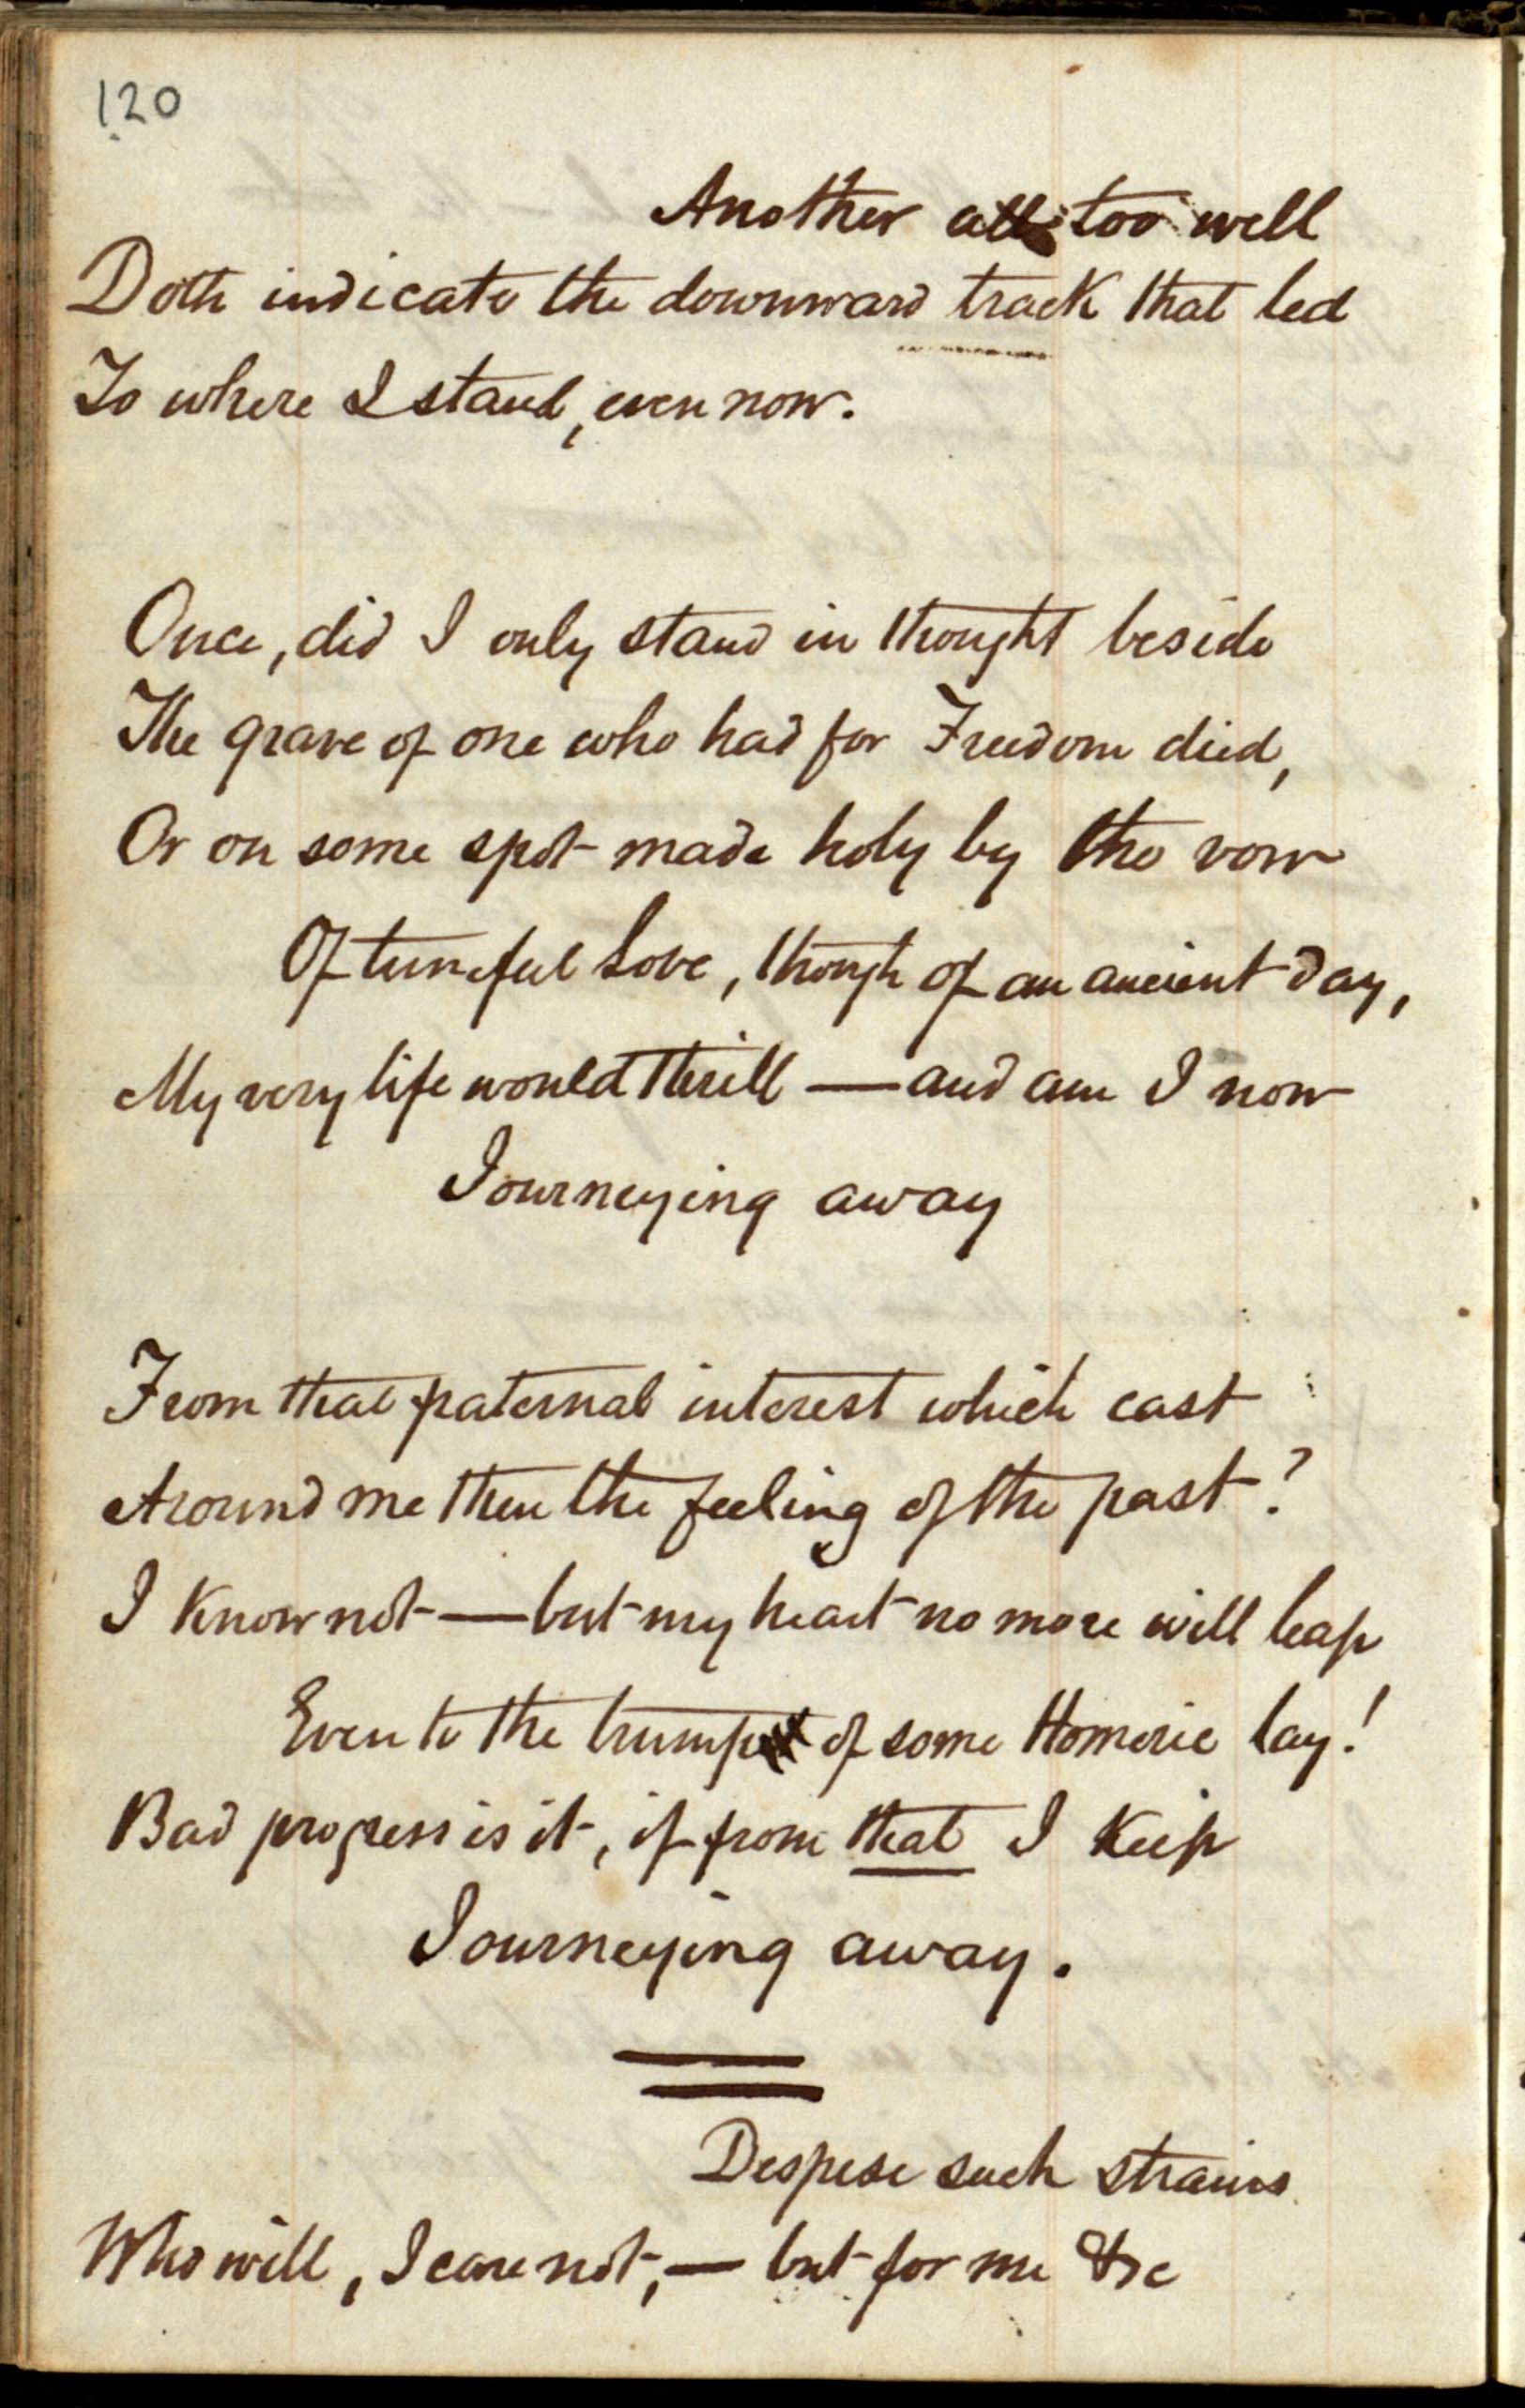 120
Another all too well
Doth indicate the downward track that led
To where I stand, even now.
Once, did I only stand in thought beside
The grave of one who had for Freedom died,
Or on some spot made holy by the vow
Of tuneful Love, though of an ancient day,
My very life would thrill — and am I now
Journeying away
From that paternal interest which cast
Around me then the feeling of the past?
I know not — but my heart no more will leap
Even to the trump of some Homeric lay!
Bad progress is it, if from that I keep
Journeying away.
Despise such strains
Who will, I care not, — but for me &c